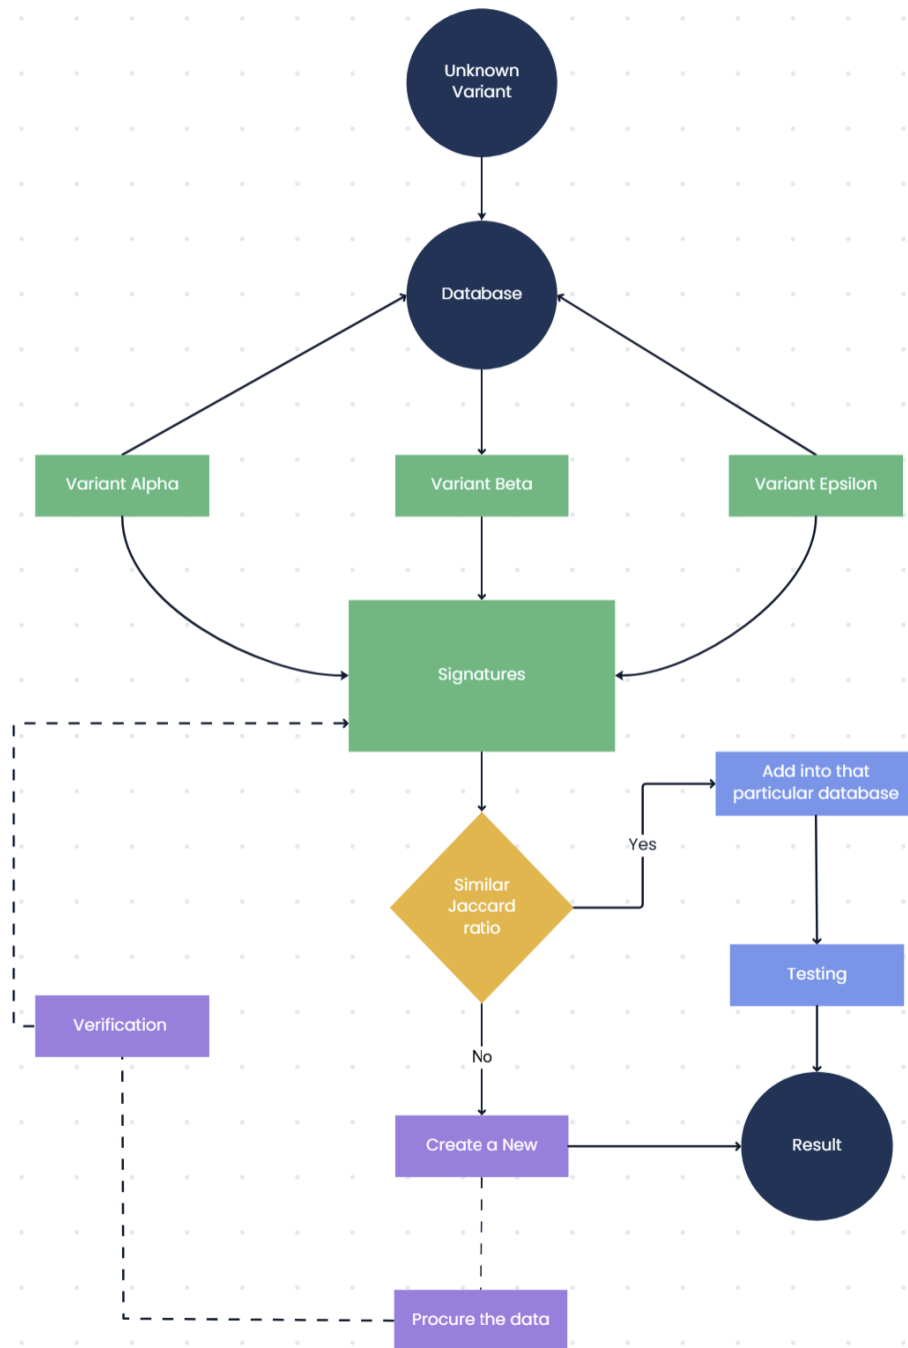 Unknown
Variant
Database
Variant Alpha
Variant Beta
Variant Epsilon
Signatures
Add into that
particular database
Yes
Similar
Jaccard
ratio
Testing
Verification
No
Create a New
Result
Procure the data